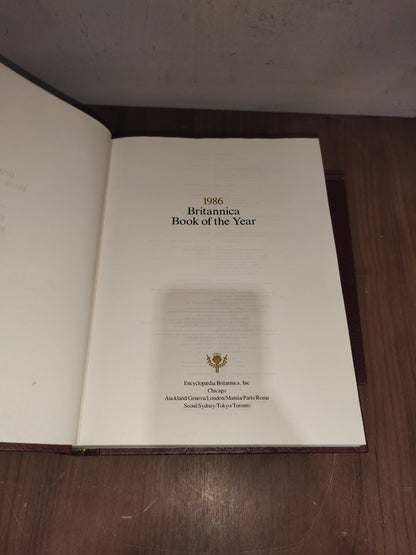 1986
Britannica
Book of the Year
Encyclopædia Britannica, Inc.
Chicago
Auckland/Geneva/London/Manila/Paris/Rome
Seoul/Sydney/Tokyo/Toronto